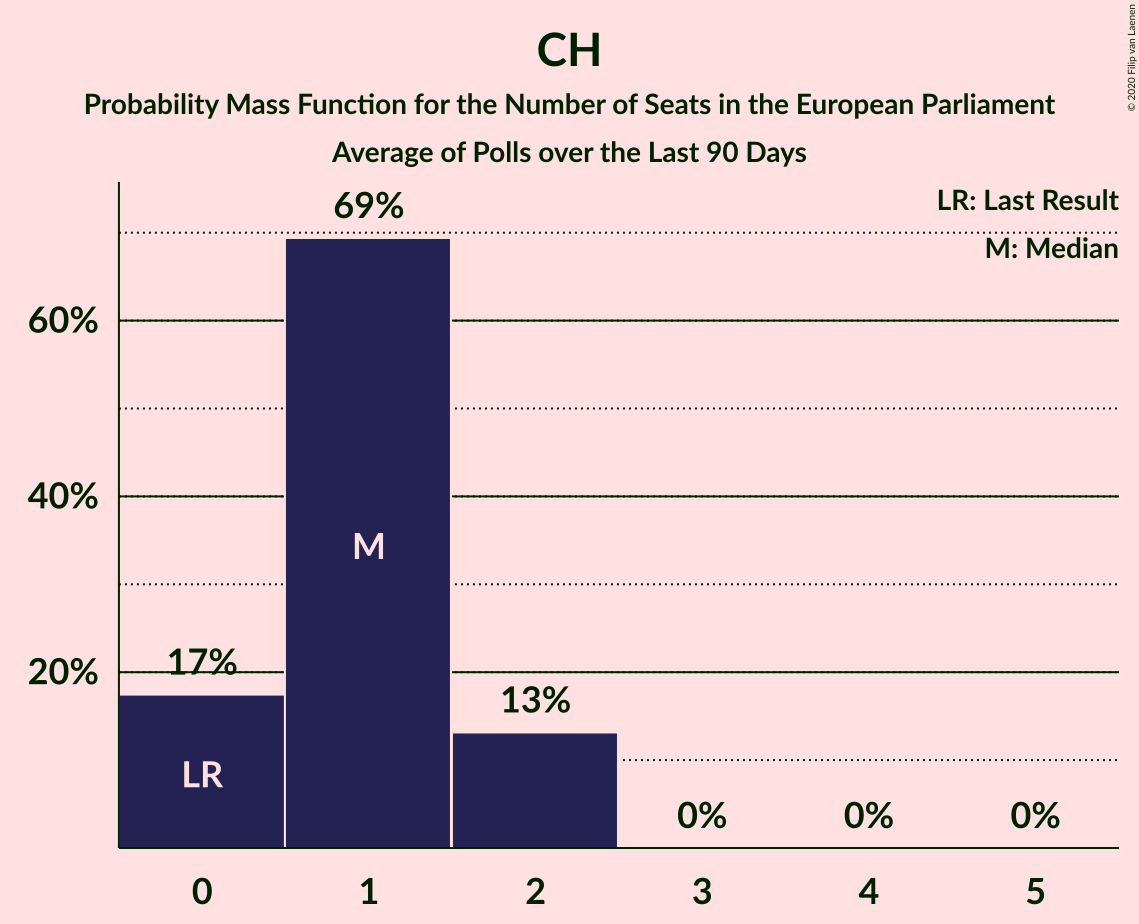 CH
Probability Mass Function for the Number of Seats in the European Parliament
Average of Polls over the Last 90 Days
© 2020 Filip van Laenen
LR: Last Result
M: Median
69%
60%
40%
M
17%
20%
13%
LR
0%
0%
0%
0
1
2
3
4
5